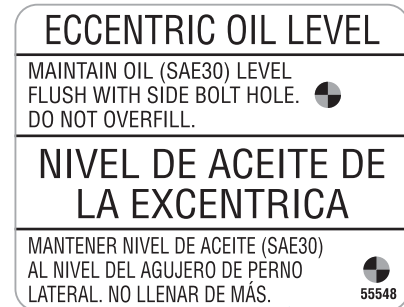 ECCENTRIC OIL LEVEL
MAINTAIN OIL (SAE30) LEVEL
FLUSH WITH SIDE BOLT HOLE.
DO NOT OVERFILL.
NIVEL DE ACEITE DE
LA EXCENTRICA
MANTENER NIVEL DE ACEITE (SAE30)
AL NIVEL DEL AGUJERO DE PERNO
LATERAL. NO LLENAR DE MÁS.
55548